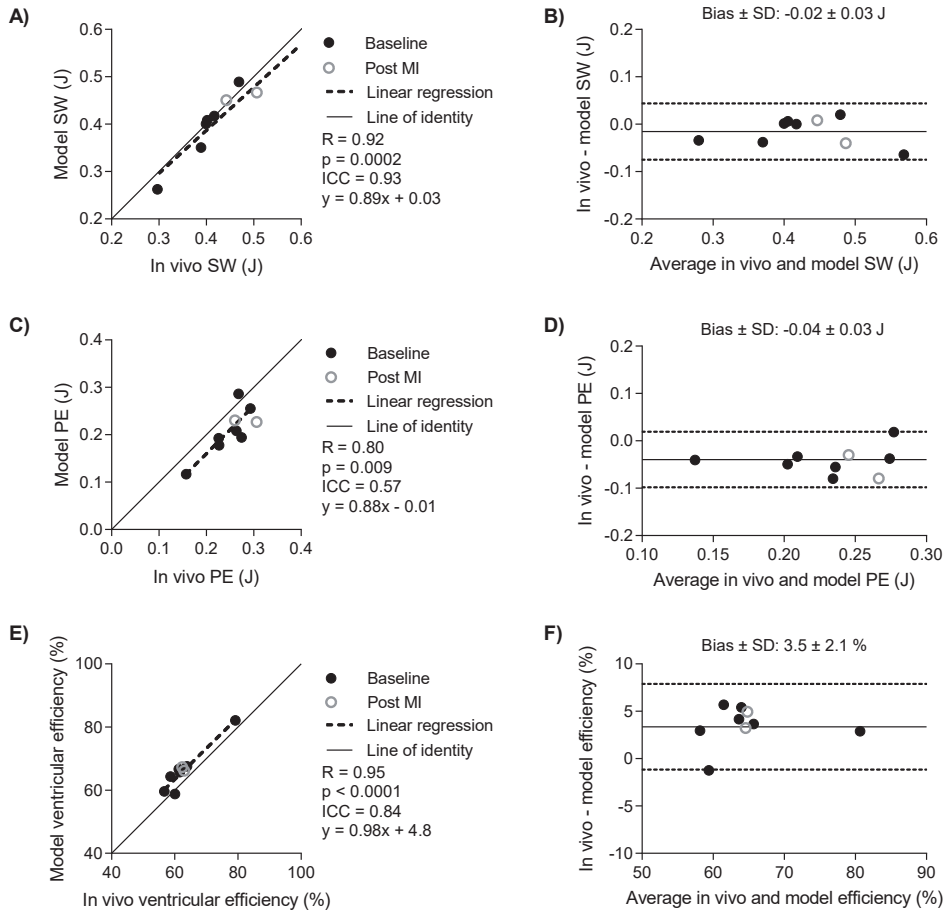 A)
0.6
0.5
0.4
0.3
0.2
0.2 0.3 0.4 0.5 0.6
Model SW (J)
In vivo SW (J)
Baseline
Post MI
Linear regression
Line of identity
R = 0.92
p = 0.0002
ICC = 0.93
y = 0.89x + 0.03
B)
Bias ± SD: -0.02 ± 0.03 J
0.2
0.1
0.0
-0.1
-0.2
0.2 0.3 0.4 0.5 0.6
In vivo - model SW (J)
Average in vivo and model SW (J)
C)
0.4
0.3
0.2
0.1
0.0
0.0 0.1 0.2 0.3 0.4
Model PE (J)
In vivo PE (J)
Baseline
Post MI
Linear regression
Line of identity
R = 0.80
p = 0.009
ICC = 0.57
y = 0.88x - 0.01
D)
Bias ± SD: -0.04 ± 0.03 J
0.2
0.1
0.0
-0.1
-0.2
0.10 0.15 0.20 0.25 0.30
In vivo - model PE (J)
Average in vivo and model PE (J)
E)
100
80
60
40
40 60 80 100
Model ventricular efficiency (%)
In vivo ventricular efficiency (%)
Baseline
Post MI
Linear regression
Line of identity
R = 0.95
p < 0.0001
ICC = 0.84
y = 0.98x + 4.8
F)
Bias ± SD: 3.5 ± 2.1 %
10
5
0
-5
-10
50 60 70 80 90
In vivo - model efficiency (%)
Average in vivo and model efficiency (%)